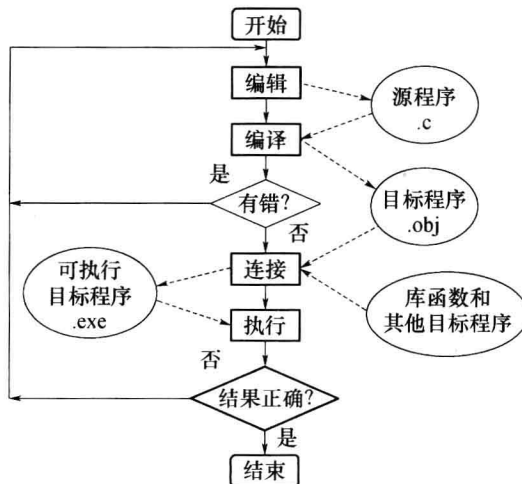 开始
编辑
源程序
.c
编译
是
有错?
目标程序
.obj
否
连接
可执行
目标程序
.exe
库函数和
其他目标程序
执行
否
结果正确?
是
结束